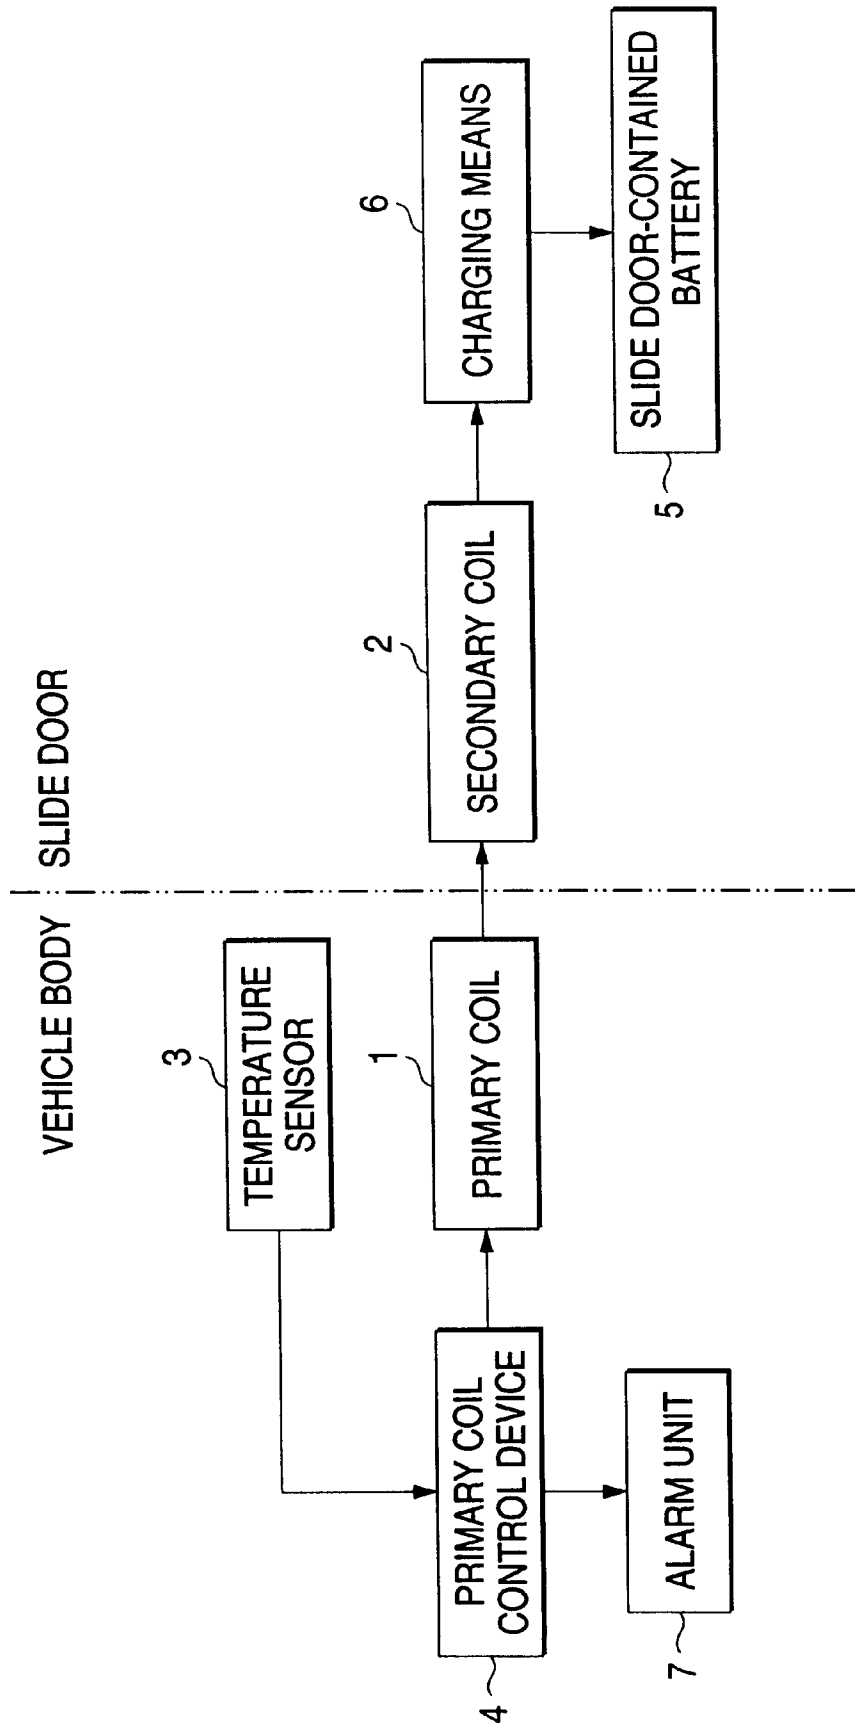 VEHICLE BODY
SLIDE DOOR
3
TEMPERATURE
SENSOR
4
PRIMARY COIL
CONTROL DEVICE
1
PRIMARY COIL
2
SECONDARY COIL
6
CHARGING MEANS
7
ALARM UNIT
5
SLIDE DOOR-CONTAINED
BATTERY